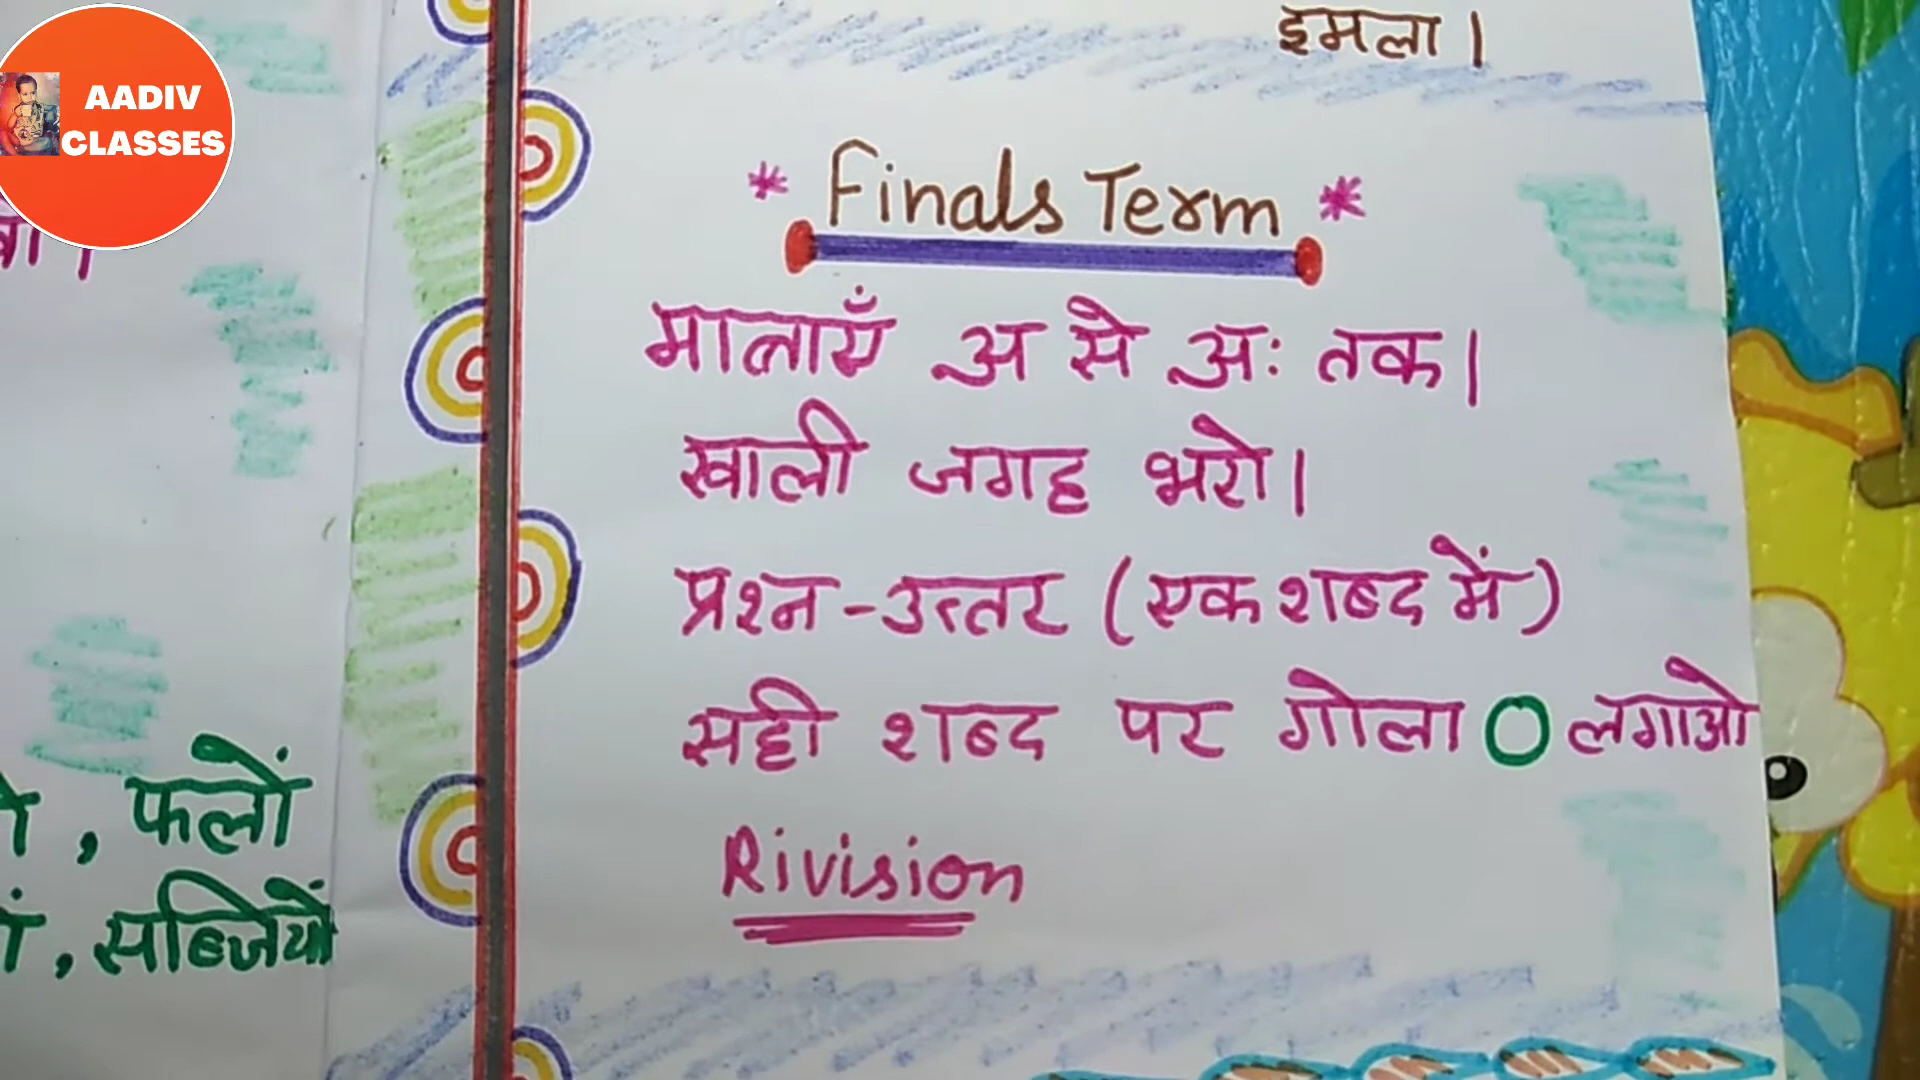 AADIV
CLASSES
फलों
सब्जियों
इमला।
* Finals Term *
मात्राएँ अ से अः तक।
खाली जगह भरो।
प्रश्न-उत्तर (एक शब्द में)
सही शब्द पर गोला O लगाओ
Rivision